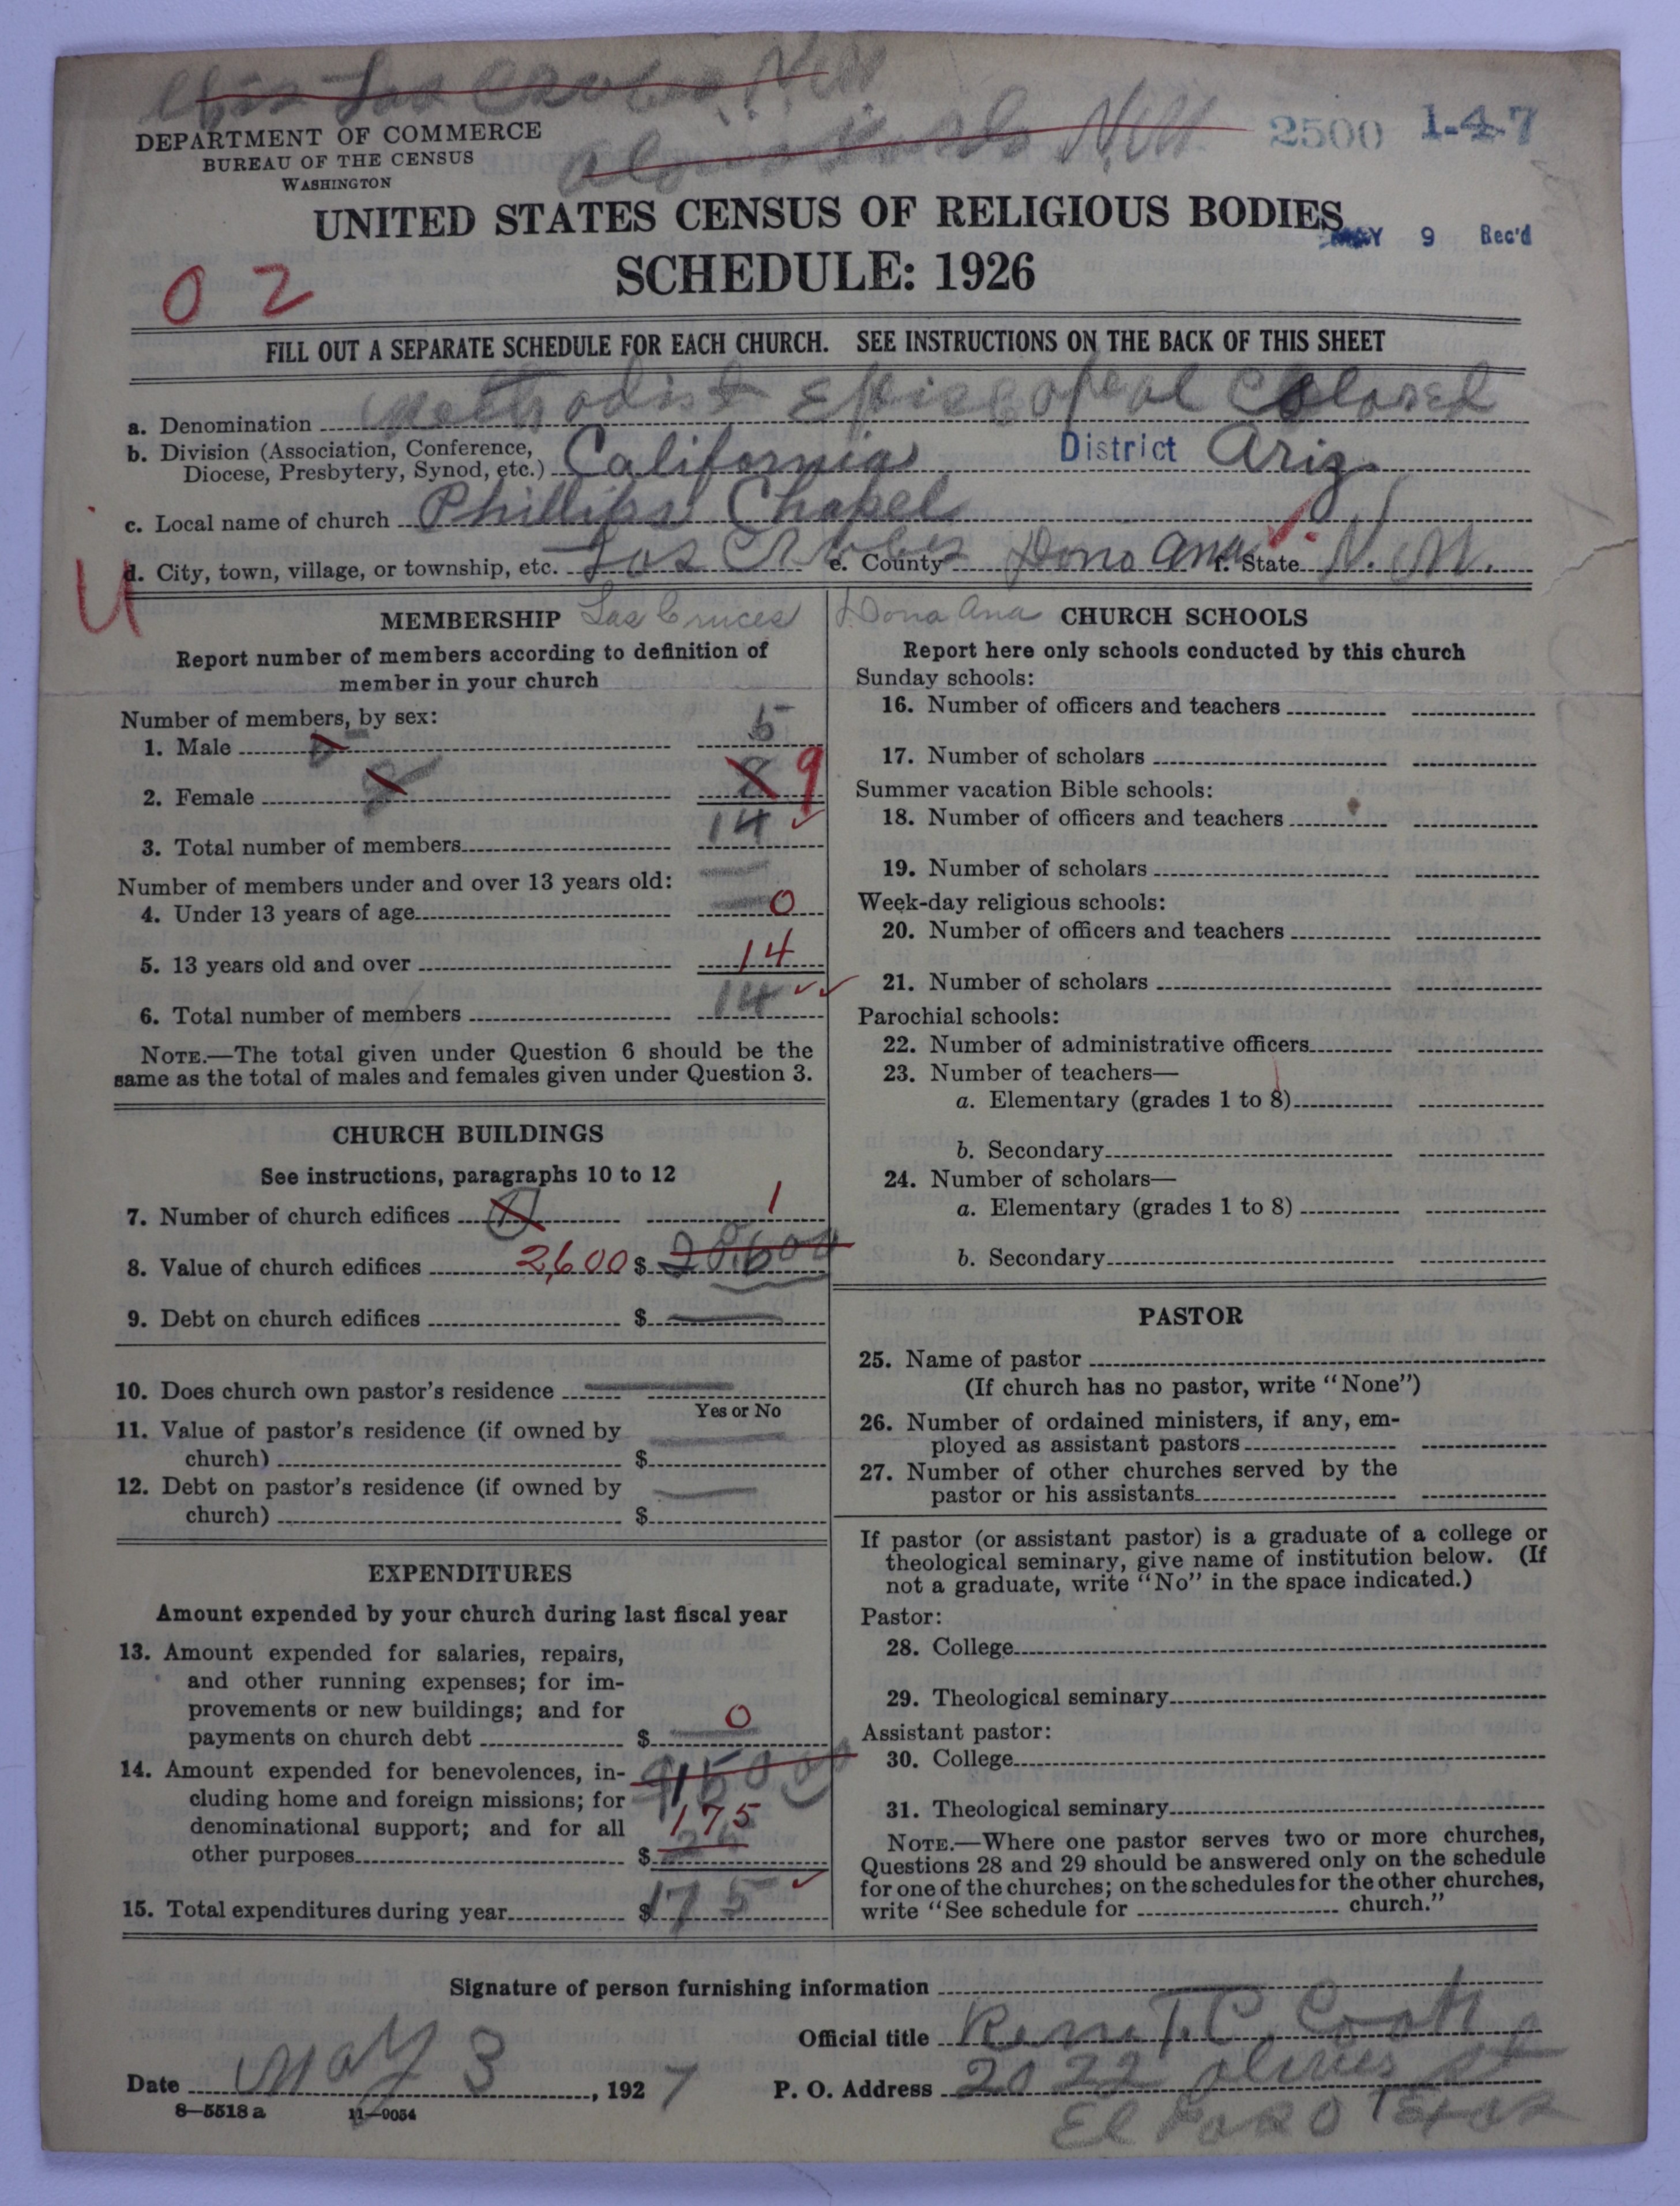 Las Cruces N.M
N.M.
DEPARTMENT OF COMMERCE
BUREAU OF THE CENSUS
WASHINGTON
2500 1-4-7
UNITED STATES CENSUS OF RELIGIOUS BODIES
MAY 9 Rec'd
SCHEDULE: 1926
0 2
FILL OUT A SEPARATE SCHEDULE FOR EACH CHURCH. SEE INSTRUCTIONS ON THE BACK OF THIS SHEET
a. Denomination Methodist Episcopal Colored
b. Division (Association, Conference,
Diocese, Presbytery, Synod, etc.) California District Ariz.
c. Local name of church Phillips Chapel
U
d. City, town, village, or township, etc. Las Cruces e. County Dona Ana f. State N.M.
MEMBERSHIP Las Cruces
Report number of members according to definition of
member in your church
Number of members, by sex:
1. Male 5
2. Female 8 8 9
3. Total number of members 14
Number of members under and over 13 years old:
4. Under 13 years of age 0
5. 13 years old and over 14
6. Total number of members 14
NOTE.—The total given under Question 6 should be the
same as the total of males and females given under Question 3.
CHURCH BUILDINGS
See instructions, paragraphs 10 to 12
7. Number of church edifices 1 1
8. Value of church edifices 2,600 $
9. Debt on church edifices $
10. Does church own pastor's residence
Yes or No
11. Value of pastor's residence (if owned by
church) $
12. Debt on pastor's residence (if owned by
church) $
EXPENDITURES
Amount expended by your church during last fiscal year
13. Amount expended for salaries, repairs,
and other running expenses; for im-
provements or new buildings; and for
payments on church debt $ 0
14. Amount expended for benevolences, in-
cluding home and foreign missions; for
denominational support; and for all 175
other purposes $
15. Total expenditures during year $175
Dona Ana CHURCH SCHOOLS
Report here only schools conducted by this church
Sunday schools:
16. Number of officers and teachers
17. Number of scholars
Summer vacation Bible schools:
18. Number of officers and teachers
19. Number of scholars
Week-day religious schools:
20. Number of officers and teachers
21. Number of scholars
Parochial schools:
22. Number of administrative officers
23. Number of teachers—
a. Elementary (grades 1 to 8)
b. Secondary
24. Number of scholars—
a. Elementary (grades 1 to 8)
b. Secondary
PASTOR
25. Name of pastor
(If church has no pastor, write "None")
26. Number of ordained ministers, if any, em-
ployed as assistant pastors
27. Number of other churches served by the
pastor or his assistants
If pastor (or assistant pastor) is a graduate of a college or
theological seminary, give name of institution below. (If
not a graduate, write "No" in the space indicated.)
Pastor:
28. College
29. Theological seminary
Assistant pastor:
30. College
31. Theological seminary
NOTE.—Where one pastor serves two or more churches,
Questions 28 and 29 should be answered only on the schedule
for one of the churches; on the schedules for the other churches,
write "See schedule for church."
Signature of person furnishing information
Official title T.C. Cook
Date May 3, 1927 P. O. Address 2022 St
8—5518 a 11—9054
El Paso Texas